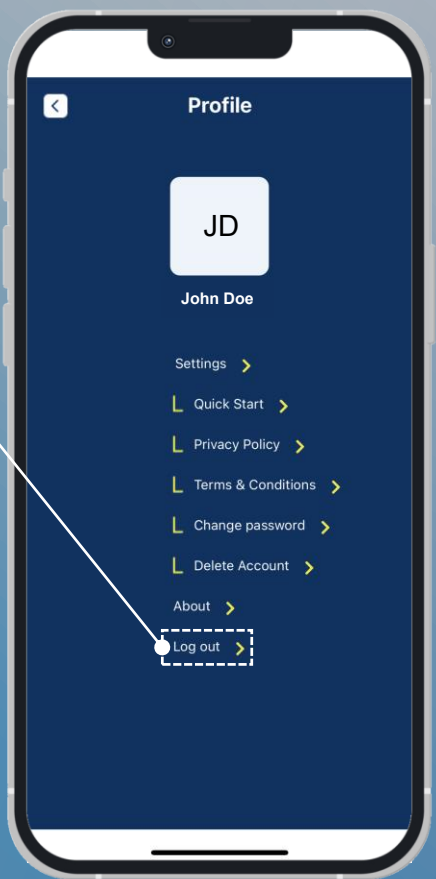 Profile
JD
John Doe
Settings
Quick Start
Privacy Policy
Terms & Conditions
Change password
Delete Account
About
Log out